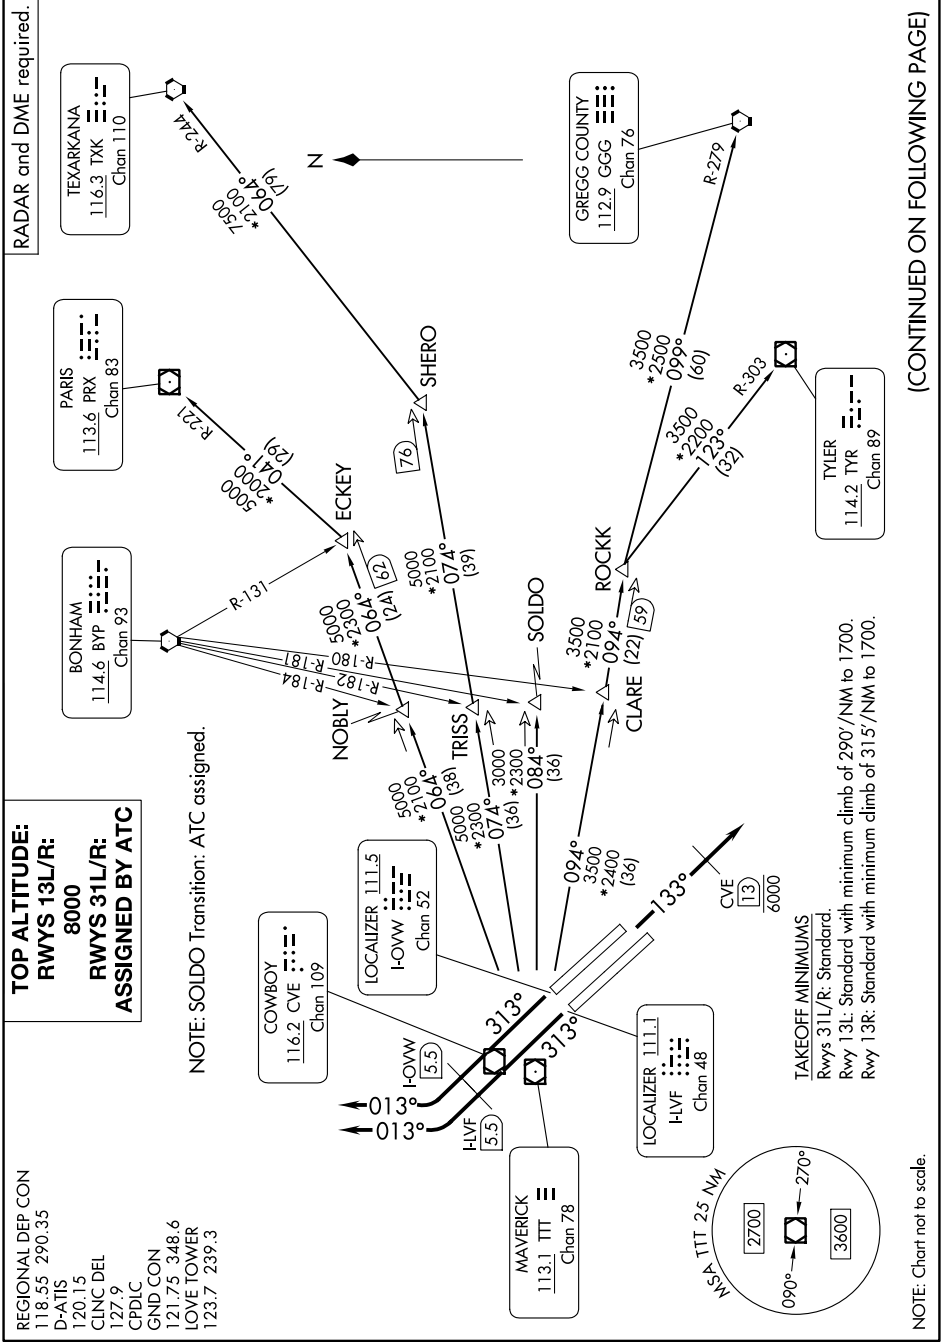 RADAR and DME required.
TOP ALTITUDE:
RWYS 13L/R:
8000
RWYS 31L/R:
ASSIGNED BY ATC
REGIONAL DEP CON
118.55 290.35
D-ATIS
120.15
CLNC DEL
127.9
CPDLC
GND CON
121.75 348.6
LOVE TOWER
123.7 239.3
NOTE: SOLDO Transition: ATC assigned.
BONHAM
114.6 BYP
Chan 93
PARIS
113.6 PRX
Chan 83
TEXARKANA
116.3 TXK
Chan 110
N
R-131
R-184
R-181
R-182
R-180
R-221
5000
*2000
041°
(29)
R-244
7500
*2100
064°
(79)
ECKEY
62
SHERO
76
NOBLY
5000
*2300
064°
(24)
TRISS
5000
*2100
074°
(39)
5000
*2100
064°
(38)
5000
*2300
074°
(36)
3000
*2300
084°
(36)
SOLDO
094°
3500
*2400
(36)
CLARE
3500
*2100
094°
(22)
59
ROCKK
3500
*2500
099°
(60)
R-279
GREGG COUNTY
112.9 GGG
Chan 76
3500
*2200
123°
(32)
R-303
TYLER
114.2 TYR
Chan 89
COWBOY
116.2 CVE
Chan 109
LOCALIZER 111.5
I-OVW
Chan 52
I-OVW
5.5
I-LVF
5.5
013°
013°
313°
313°
133°
CVE
13
6000
LOCALIZER 111.1
I-LVF
Chan 48
MAVERICK
113.1 TTT
Chan 78
MSA TTT 25 NM
2700
090°
270°
3600
TAKEOFF MINIMUMS
Rwys 31L/R: Standard.
Rwy 13L: Standard with minimum climb of 290'/NM to 1700.
Rwy 13R: Standard with minimum climb of 315'/NM to 1700.
NOTE: Chart not to scale.
(CONTINUED ON FOLLOWING PAGE)